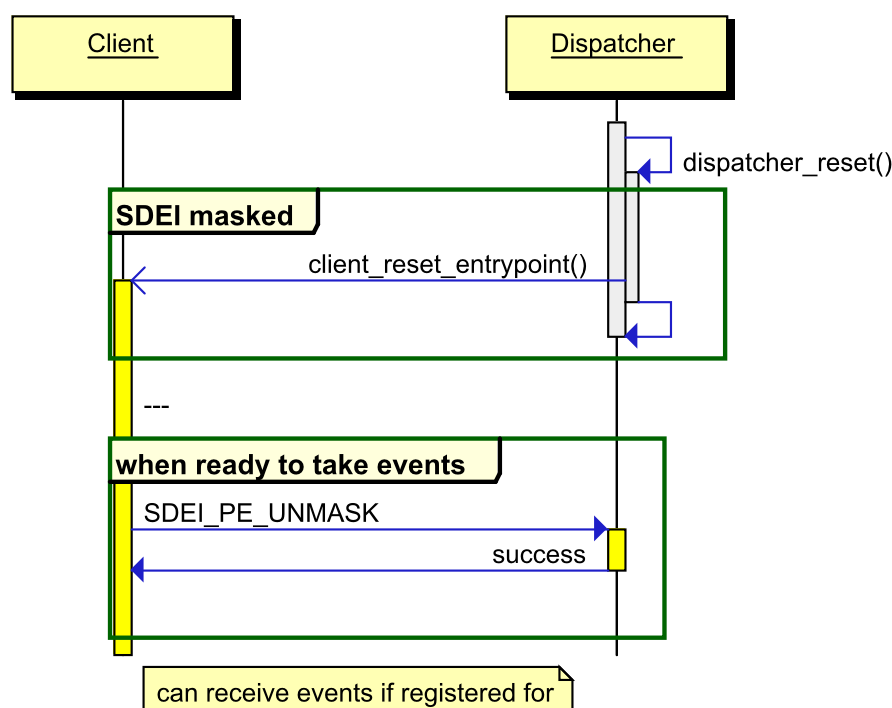 Client
Dispatcher
dispatcher_reset()
SDEI masked
client_reset_entrypoint()
---
when ready to take events
SDEI_PE_UNMASK
success
can receive events if registered for